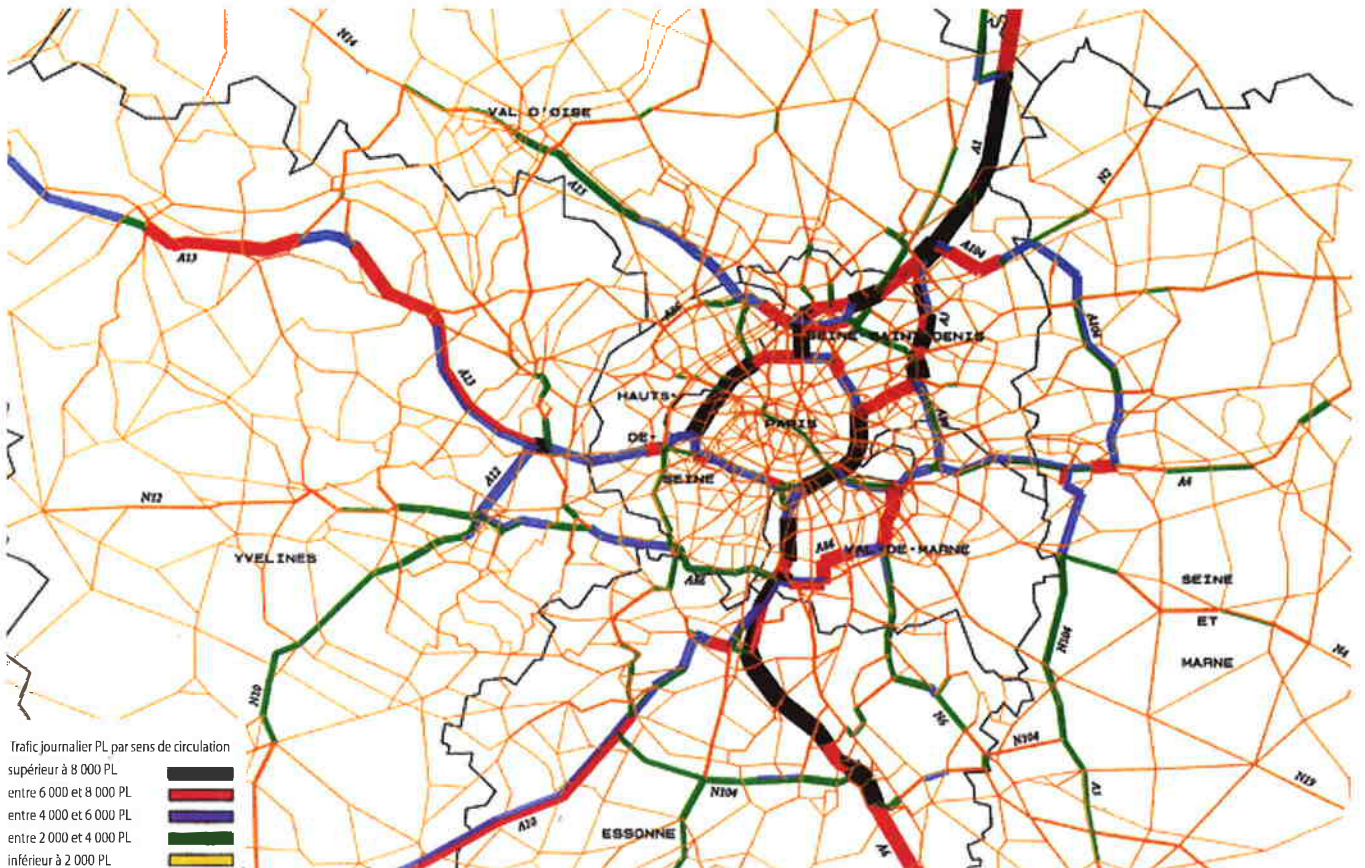 N14
VAL D'OISE
A1
N2
A15
A13
A104
A86
A3
SEINE-SAINT-DENIS
A104
A13
HAUTS-
DE-
SEINE
PARIS
A86
A12
N12
A4
YVELINES
A86
A86
VAL-DE-MARNE
SEINE
ET
MARNE
N104
N4
N10
N6
N104
N19
A5
N104
A10
ESSONNE
A6
Trafic journalier PL par sens de circulation
supérieur à 8 000 PL
entre 6 000 et 8 000 PL
entre 4 000 et 6 000 PL
entre 2 000 et 4 000 PL
inférieur à 2 000 PL